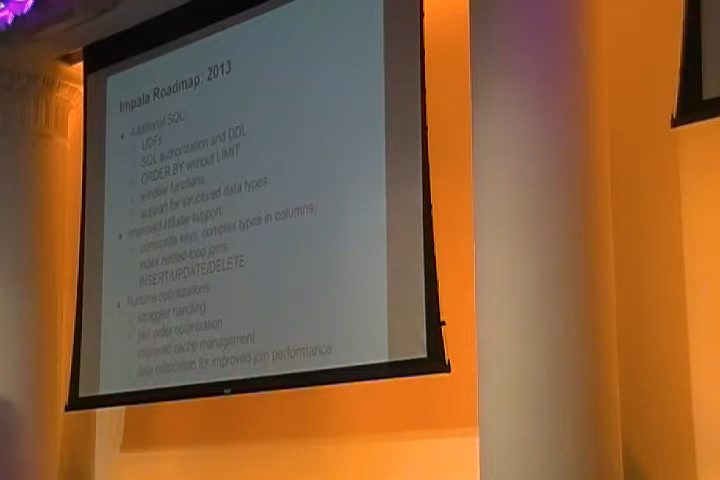 Impala Roadmap: 2013
Additional SQL:
UDFs
SQL authorization and DDL
ORDER BY without LIMIT
window functions
support for structured data types
Improved HBase support:
composite keys, complex types in columns,
index nested-loop joins,
INSERT/UPDATE/DELETE
Runtime optimizations:
straggler handling
join order optimization
improved cache management
data collocation for improved join performance